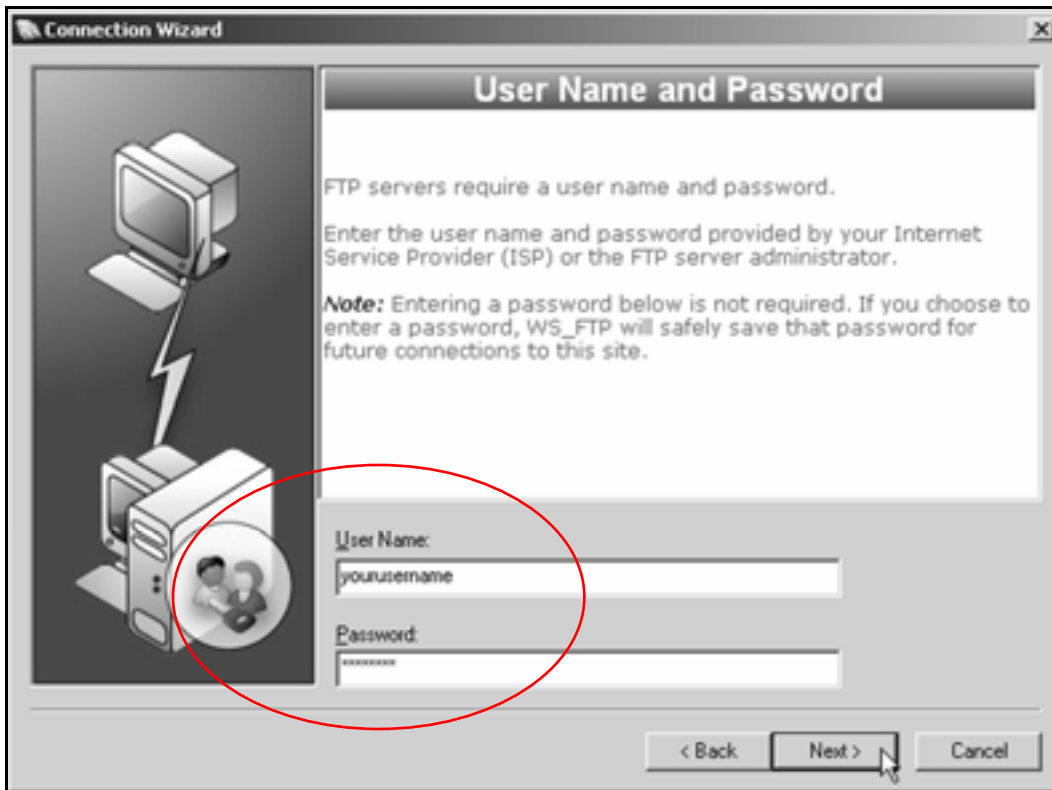 Connection Wizard
User Name and Password
FTP servers require a user name and password.
Enter the user name and password provided by your Internet
Service Provider (ISP) or the FTP server administrator.
Note: Entering a password below is not required. If you choose to
enter a password, WS_FTP will safely save that password for
future connections to this site.
User Name:
yourusername
Password:
********
< Back
Next >
Cancel